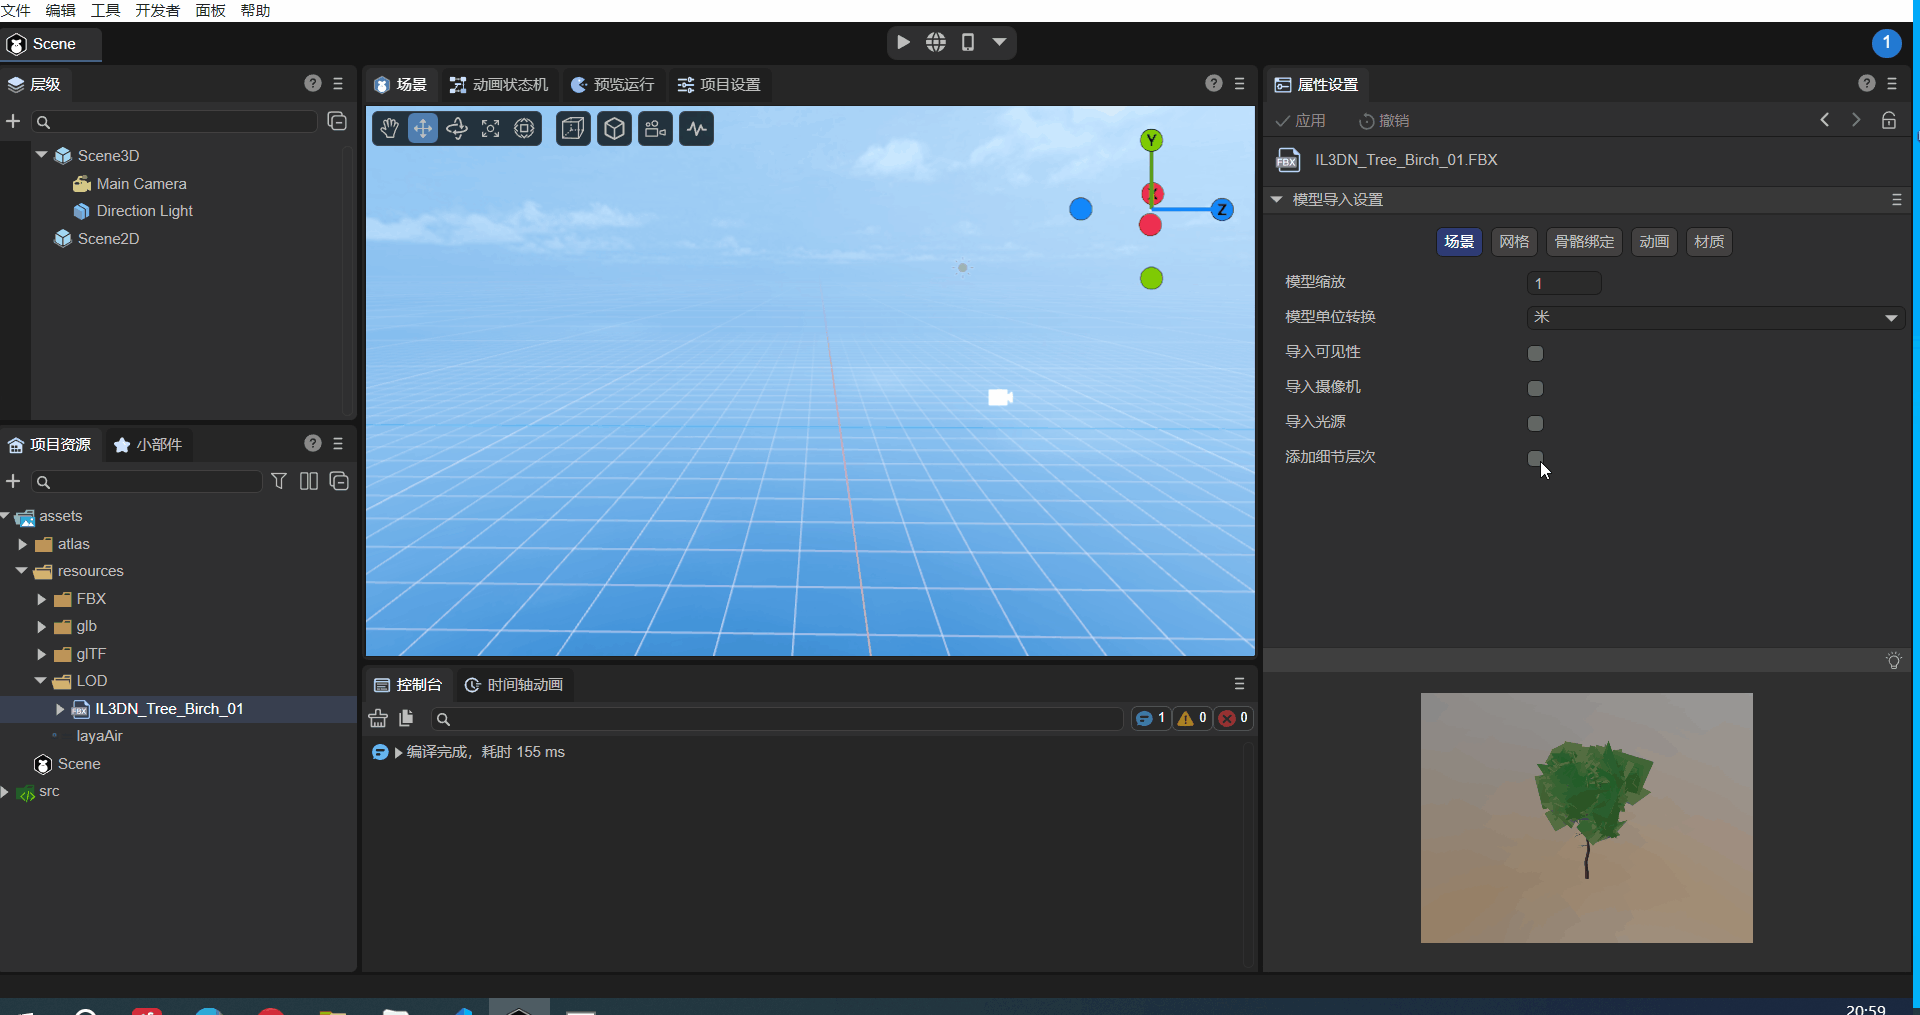 文件 编辑 工具 开发者 面板 帮助
Scene
1
层级
Scene3D
Main Camera
Direction Light
Scene2D
项目资源 小部件
assets
atlas
resources
FBX
glb
glTF
LOD
IL3DN_Tree_Birch_01
layaAir
Scene
src
场景 动画状态机 预览运行 项目设置
Y
X
Z
控制台 时间轴动画
1 0 0
编译完成，耗时 155 ms
属性设置
应用 撤销
FBX IL3DN_Tree_Birch_01.FBX
模型导入设置
场景 网格 骨骼绑定 动画 材质
模型缩放 1
模型单位转换 米
导入可见性
导入摄像机
导入光源
添加细节层次
20:59